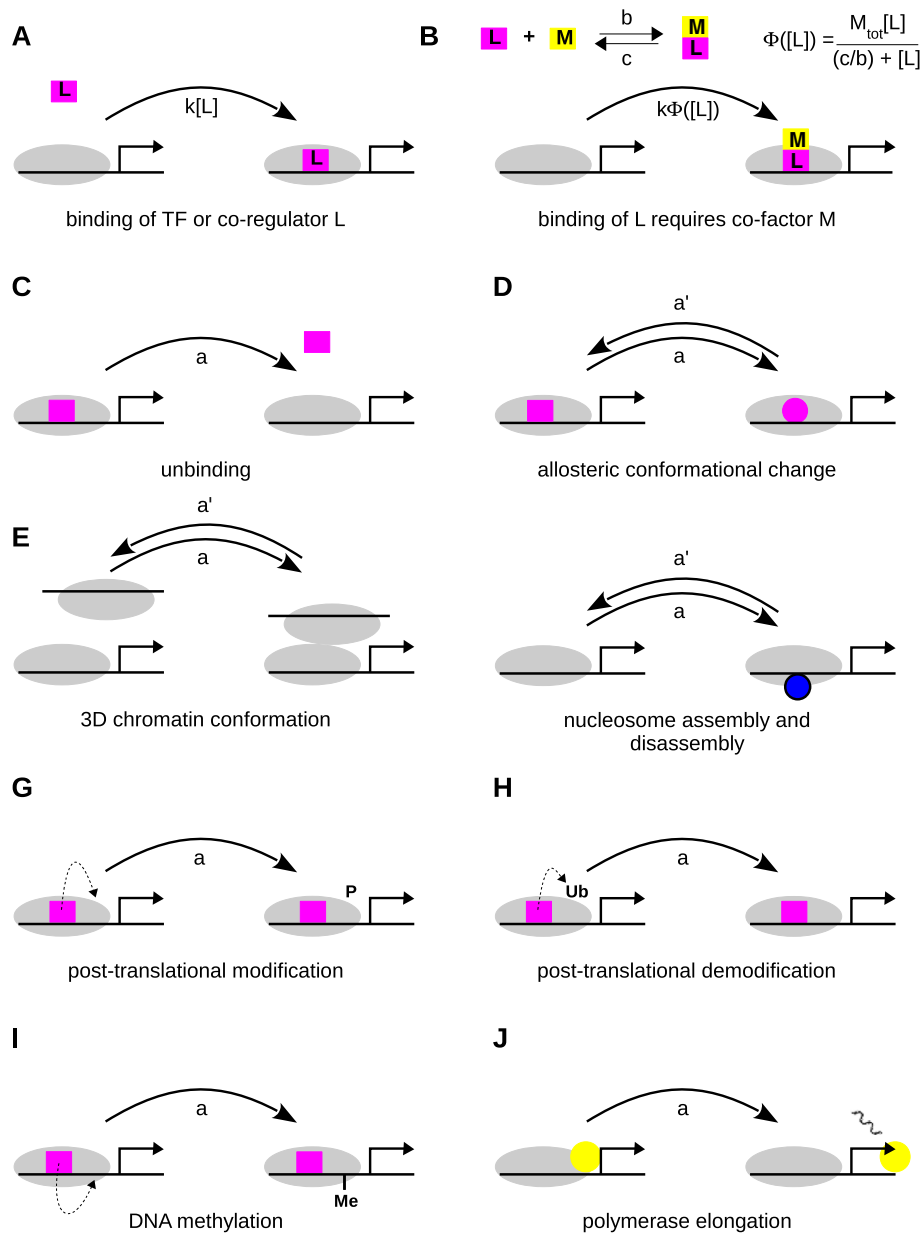 A
L
k[L]
L
binding of TF or co-regulator L
B
L + M b c M L
Φ([L]) = M_tot[L] / (c/b) + [L]
kΦ([L])
M
L
binding of L requires co-factor M
C
a
unbinding
D
a'
a
allosteric conformational change
E
a'
a
3D chromatin conformation
a'
a
nucleosome assembly and
disassembly
G
a
P
post-translational modification
H
a
Ub
post-translational demodification
I
a
Me
DNA methylation
J
a
polymerase elongation